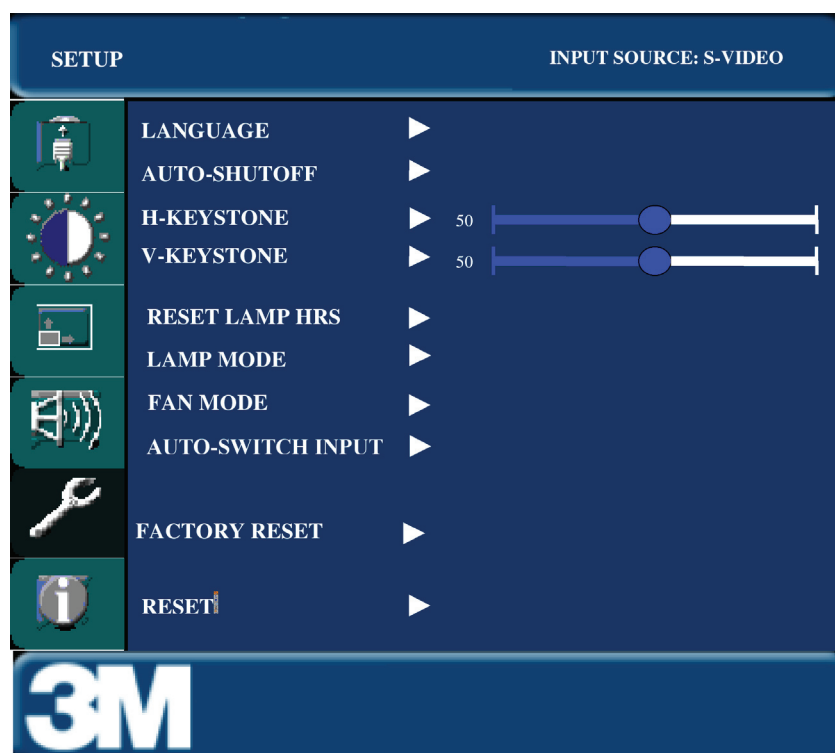 SETUP
INPUT SOURCE: S-VIDEO
LANGUAGE
AUTO-SHUTOFF
H-KEYSTONE 50
V-KEYSTONE 50
RESET LAMP HRS
LAMP MODE
FAN MODE
AUTO-SWITCH INPUT
FACTORY RESET
RESET
3M